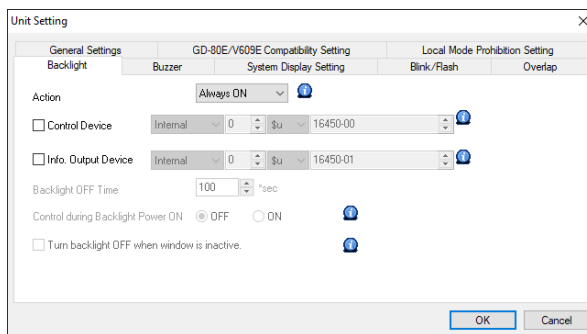 Unit Setting
General Settings GD-80E/V609E Compatibility Setting Local Mode Prohibition Setting
Backlight Buzzer System Display Setting Blink/Flash Overlap
Action Always ON
Control Device Internal 0 $u 16450-00
Info. Output Device Internal 0 $u 16450-01
Backlight OFF Time 100 *sec
Control during Backlight Power ON OFF ON
Turn backlight OFF when window is inactive.
OK Cancel